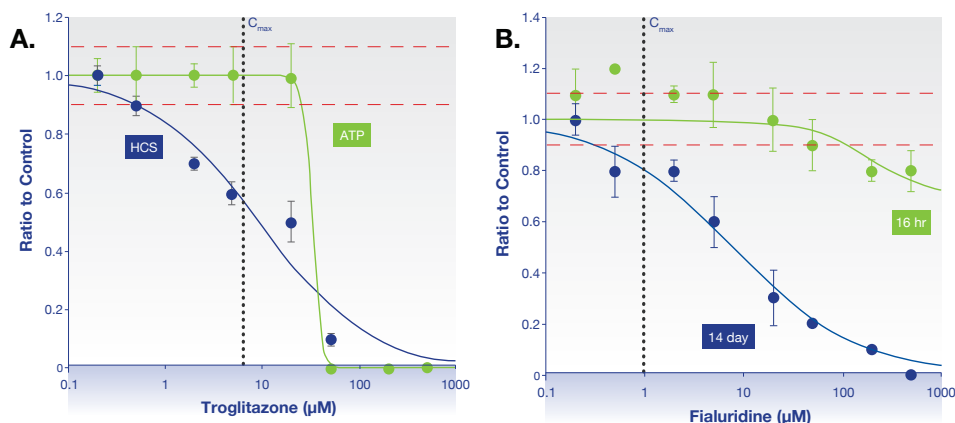 A.
Ratio to Control
1.2
1.0
0.8
0.6
0.4
0.2
0
Cmax
HCS
ATP
0.1
1
10
100
1000
Troglitazone (µM)
B.
Ratio to Control
1.4
1.2
1.0
0.8
0.6
0.4
0.2
0
Cmax
16 hr
14 day
0.1
1
10
100
1000
Fialuridine (µM)